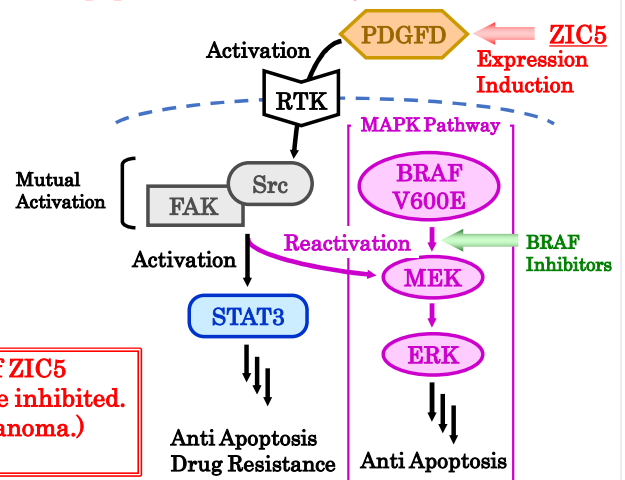 PDGFD
ZIC5
Expression
Induction
Activation
RTK
MAPK Pathway
Mutual
Activation
FAK
Src
BRAF
V600E
Reactivation
BRAF
Inhibitors
Activation
MEK
STAT3
ERK
ZIC5
inhibited.
Anti Apoptosis
Drug Resistance
Anti Apoptosis